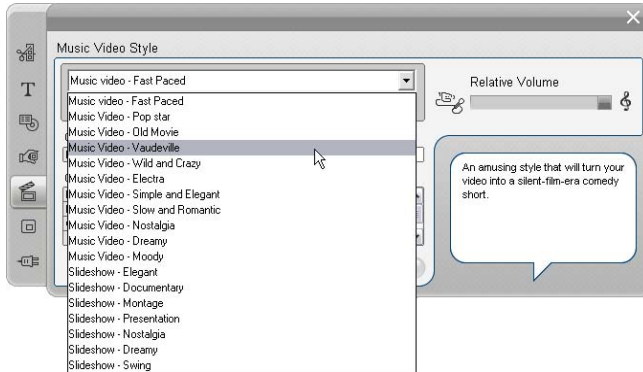 Music Video Style
Music video - Fast Paced
Music video - Fast Paced
Music Video - Pop star
Music Video - Old Movie
Music Video - Vaudeville
Music Video - Wild and Crazy
Music Video - Electra
Music Video - Simple and Elegant
Music Video - Slow and Romantic
Music Video - Nostalgia
Music Video - Dreamy
Music Video - Moody
Slideshow - Elegant
Slideshow - Documentary
Slideshow - Montage
Slideshow - Presentation
Slideshow - Nostalgia
Slideshow - Dreamy
Slideshow - Swing
Relative Volume
An amusing style that will turn your
video into a silent-film-era comedy
short.
T